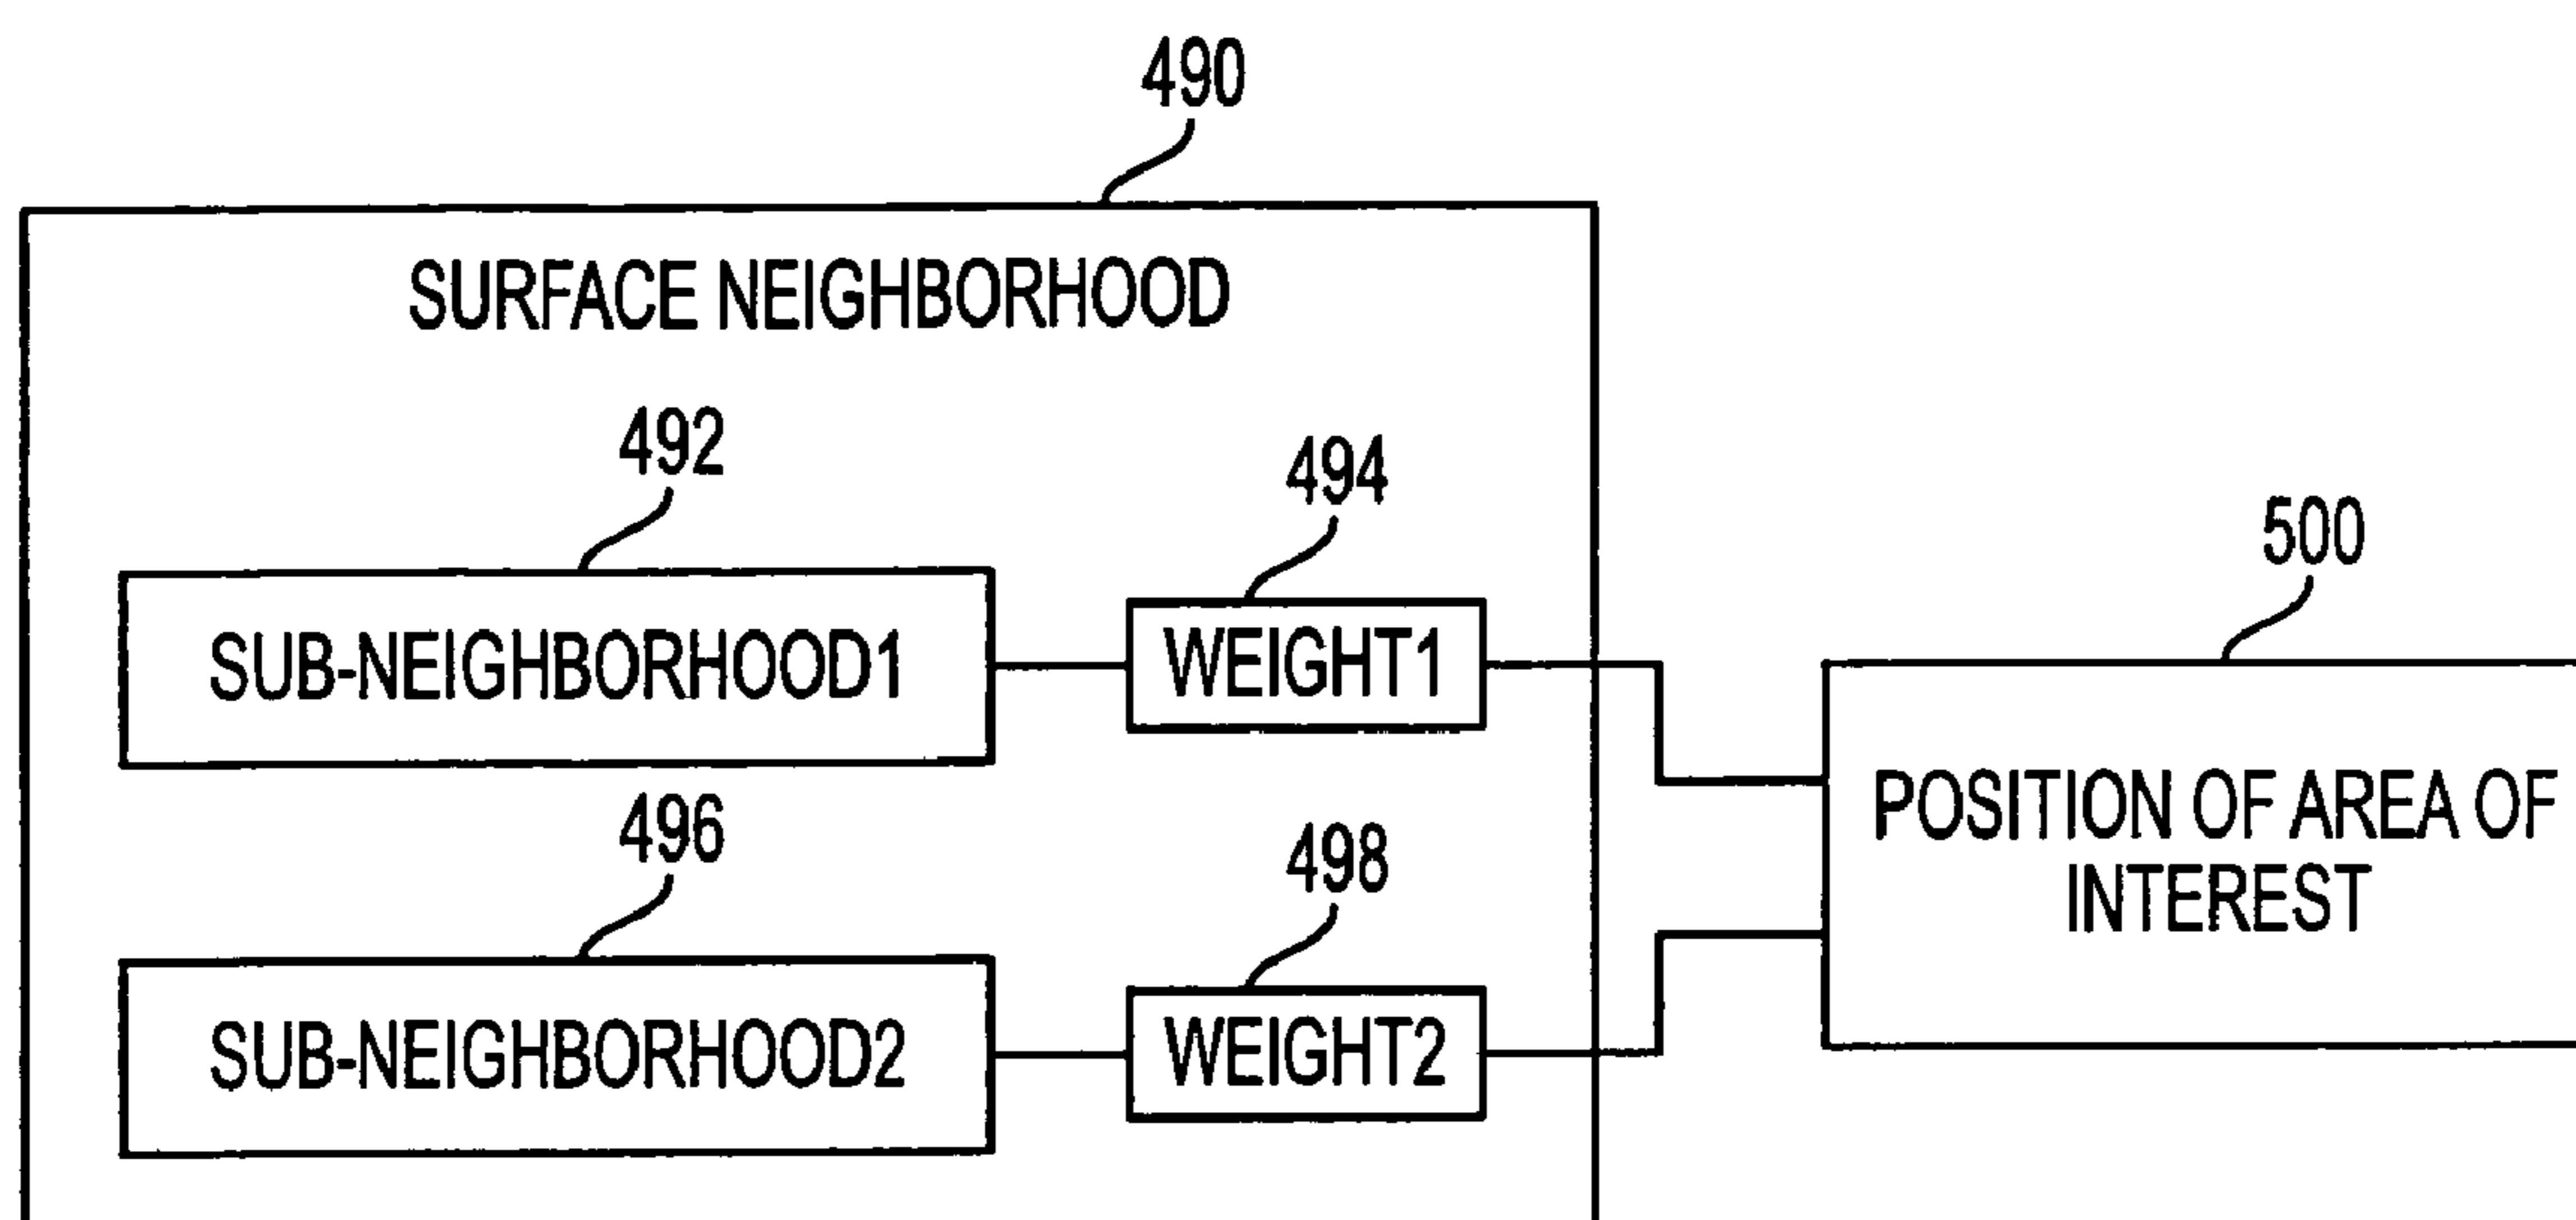 490
SURFACE NEIGHBORHOOD
492
494
SUB-NEIGHBORHOOD1
WEIGHT1
500
POSITION OF AREA OF
INTEREST
496
498
SUB-NEIGHBORHOOD2
WEIGHT2